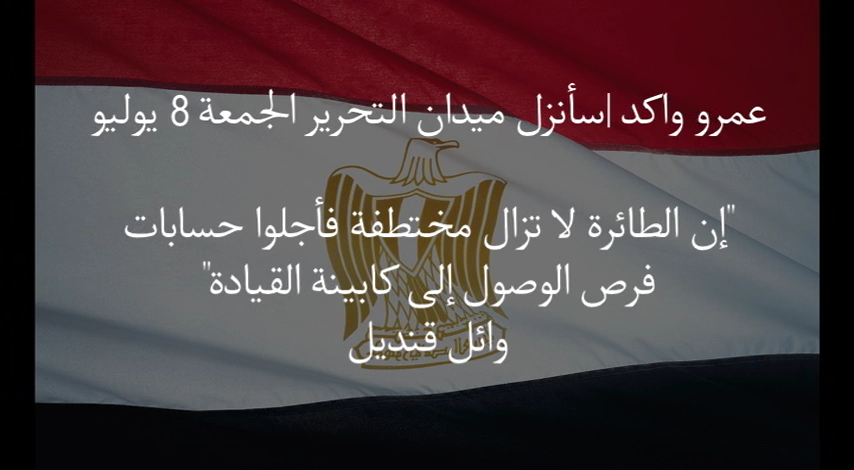 عمرو واكد |سأنزل ميدان التحرير الجمعة 8 يوليو
"إن الطائرة لا تزال مختطفة فأجلوا حسابات
فرص الوصول إلى كابينة القيادة"
وائل قنديل